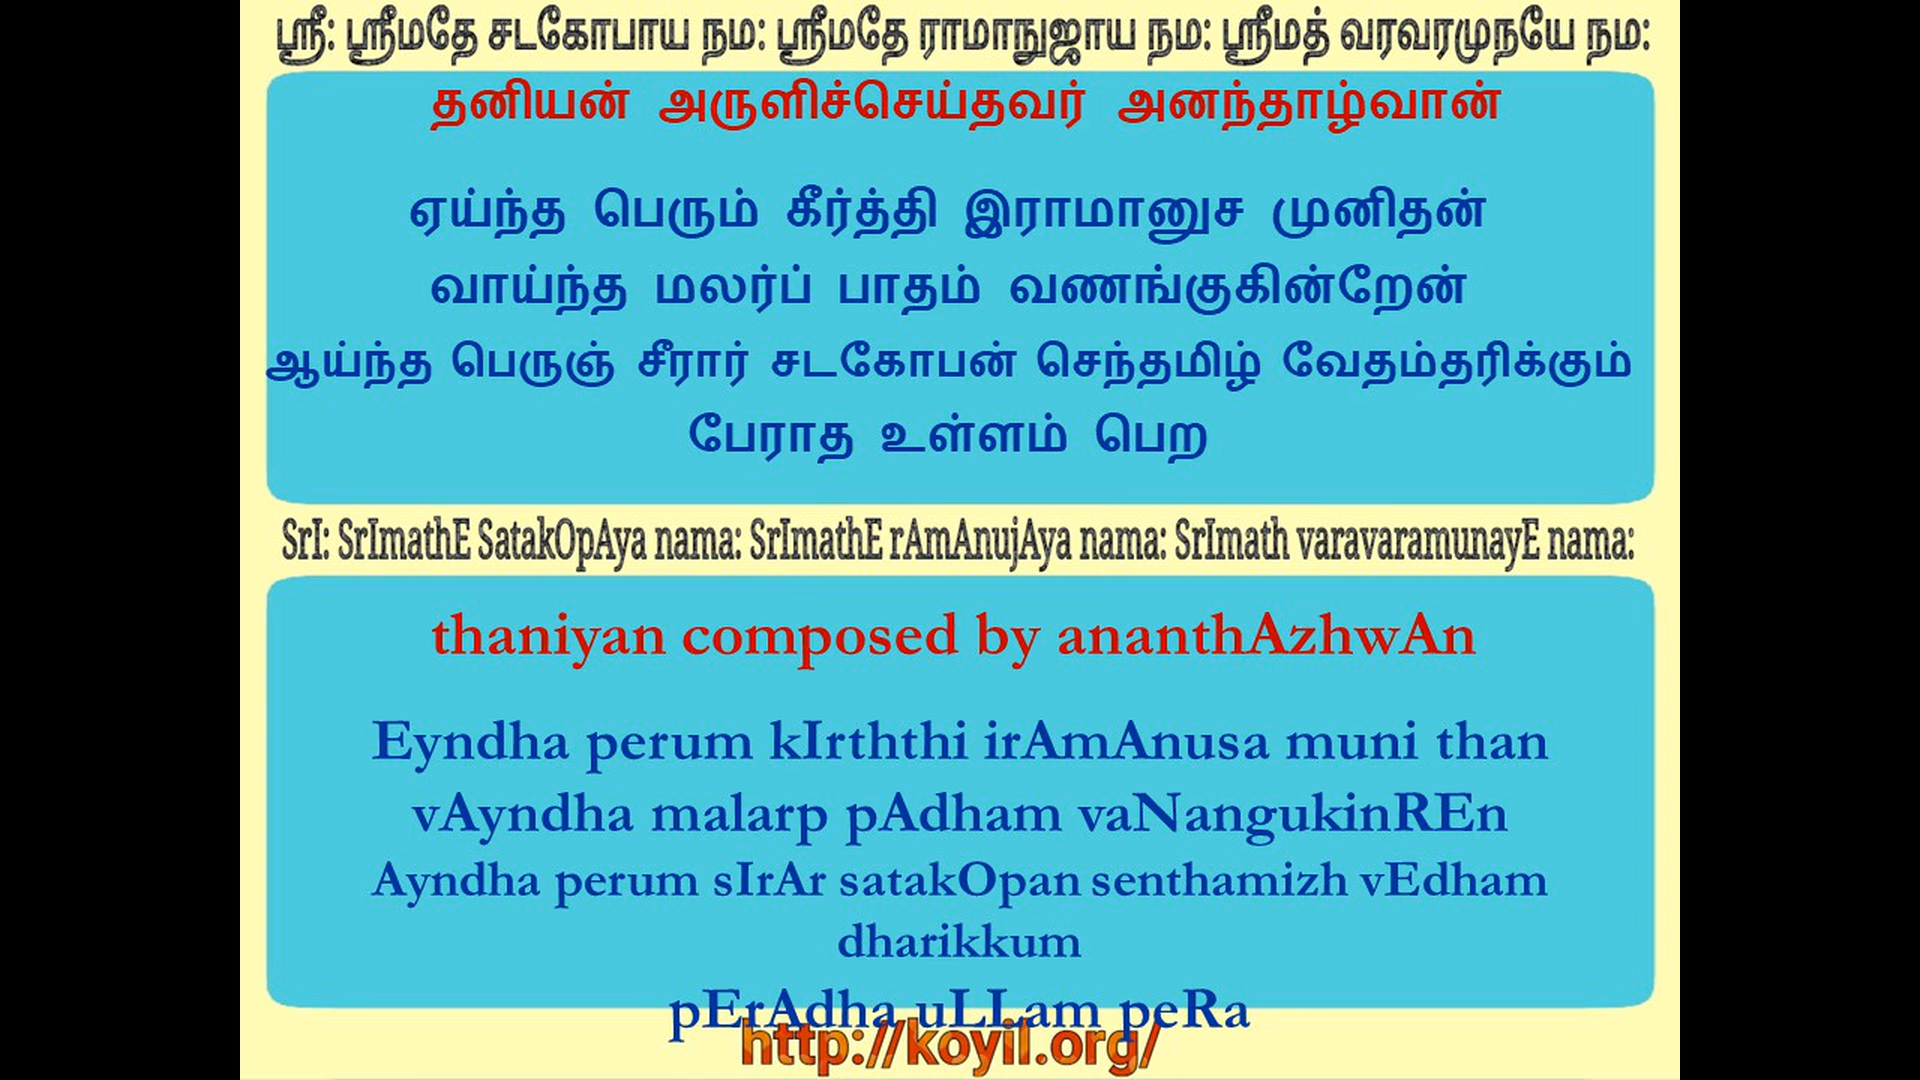 ஸ்ரீ: ஸ்ரீமதே சடகோபாய நம: ஸ்ரீமதே ராமாநுஜாய நம: ஸ்ரீமத் வரவரமுநயே நம:
தனியன் அருளிச்செய்தவர் அனந்தாழ்வான்
ஏய்ந்த பெரும் கீர்த்தி இராமானுச முனிதன்
வாய்ந்த மலர்ப் பாதம் வணங்குகின்றேன்
ஆய்ந்த பெருஞ் சீரார் சடகோபன் செந்தமிழ் வேதம்தரிக்கும்
பேராத உள்ளம் பெற
SrI: SrImathE SatakOpAya nama: SrImathE rAmAnujAya nama: SrImath varavaramunayE nama:
thaniyan composed by ananthAzhwAn
Eyndha perum kIrththi irAmAnusa muni than
vAyndha malarp pAdham vaNangukinREn
Ayndha perum sIrAr satakOpan senthamizh vEdham
dharikkum
pErAdha uLLam peRa
http://koyil.org/